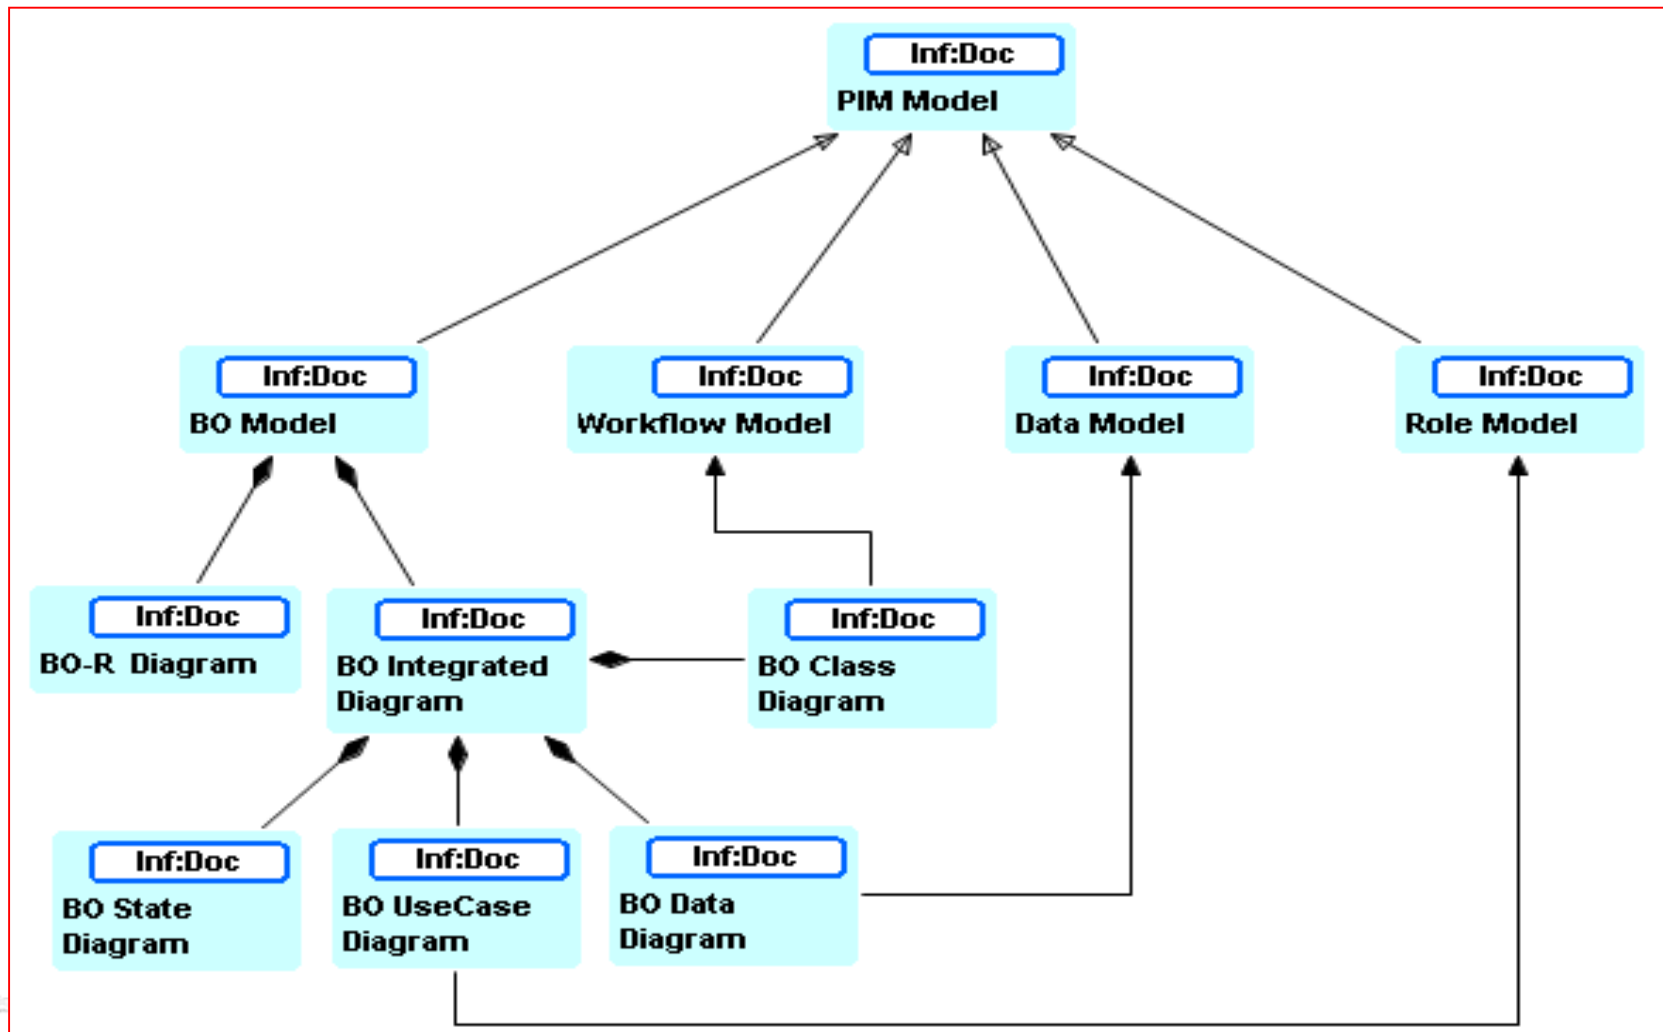 Inf:Doc
PIM Model
Inf:Doc
BO Model
Inf:Doc
Workflow Model
Inf:Doc
Data Model
Inf:Doc
Role Model
Inf:Doc
BO-R Diagram
Inf:Doc
BO Integrated
Diagram
Inf:Doc
BO Class
Diagram
Inf:Doc
BO State
Diagram
Inf:Doc
BO UseCase
Diagram
Inf:Doc
BO Data
Diagram